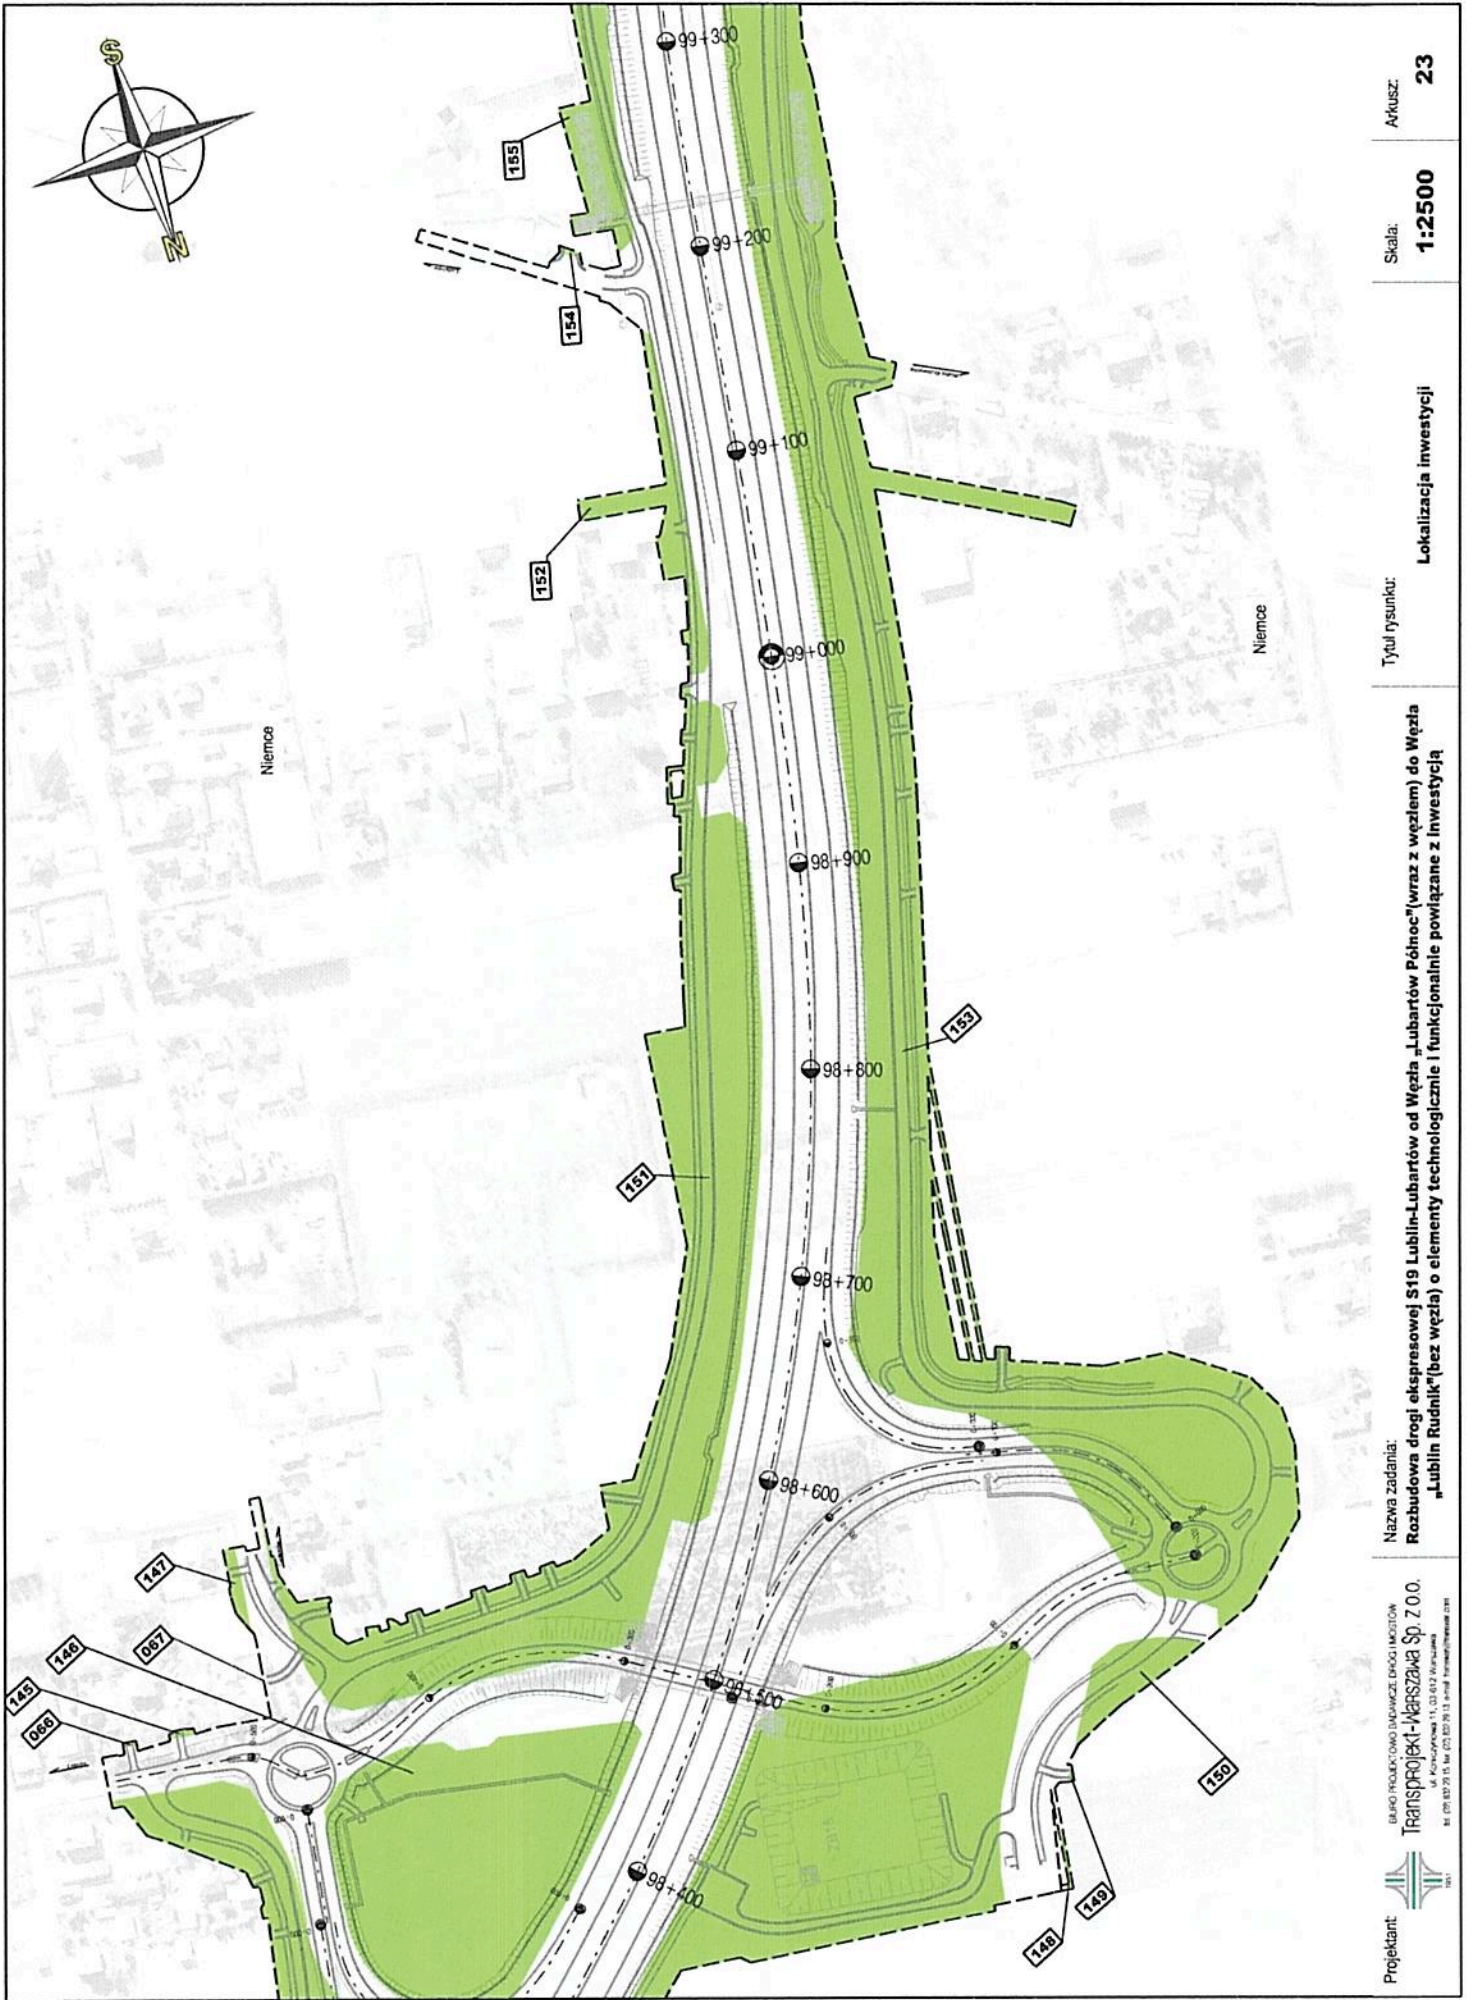 S
N
99+300
155
99+200
154
99+100
152
99+000
Niemce
Niemce
98+900
153
98+800
151
98+700
98+600
147
067
146
145
066
98+500
150
98+400
149
148
Projektant:
BIURO PROJEKTOWO BADAWCZE DRÓG I MOSTÓW
Transprojekt-Warszawa Sp. z o.o.
Nazwa zadania:
Rozbudowa drogi ekspresowej S19 Lublin-Lubartów od Węzła „Lubartów Północ"(wraz z węzłem) do Węzła
„Lublin Rudnik"(bez węzła) o elementy technologicznie i funkcjonalnie powiązane z inwestycją
Tytuł rysunku:
Lokalizacja inwestycji
Skala:
1:2500
Arkusz:
23